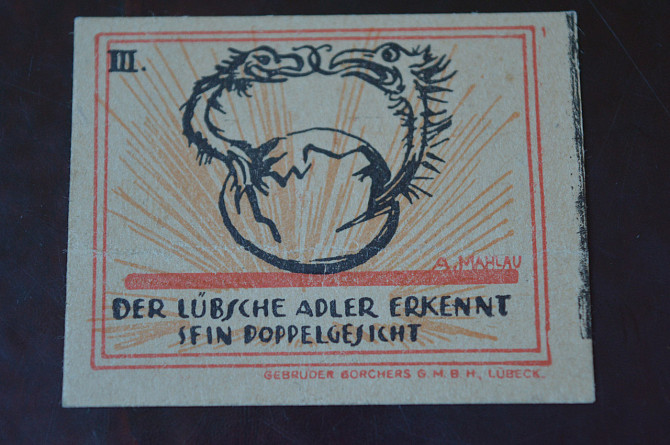 III.
A. MAHLAU
DER LÜBSCHE ADLER ERKENNT
SEIN DOPPELGESICHT
GEBRÜDER BORCHERS G. M. B. H., LÜBECK.